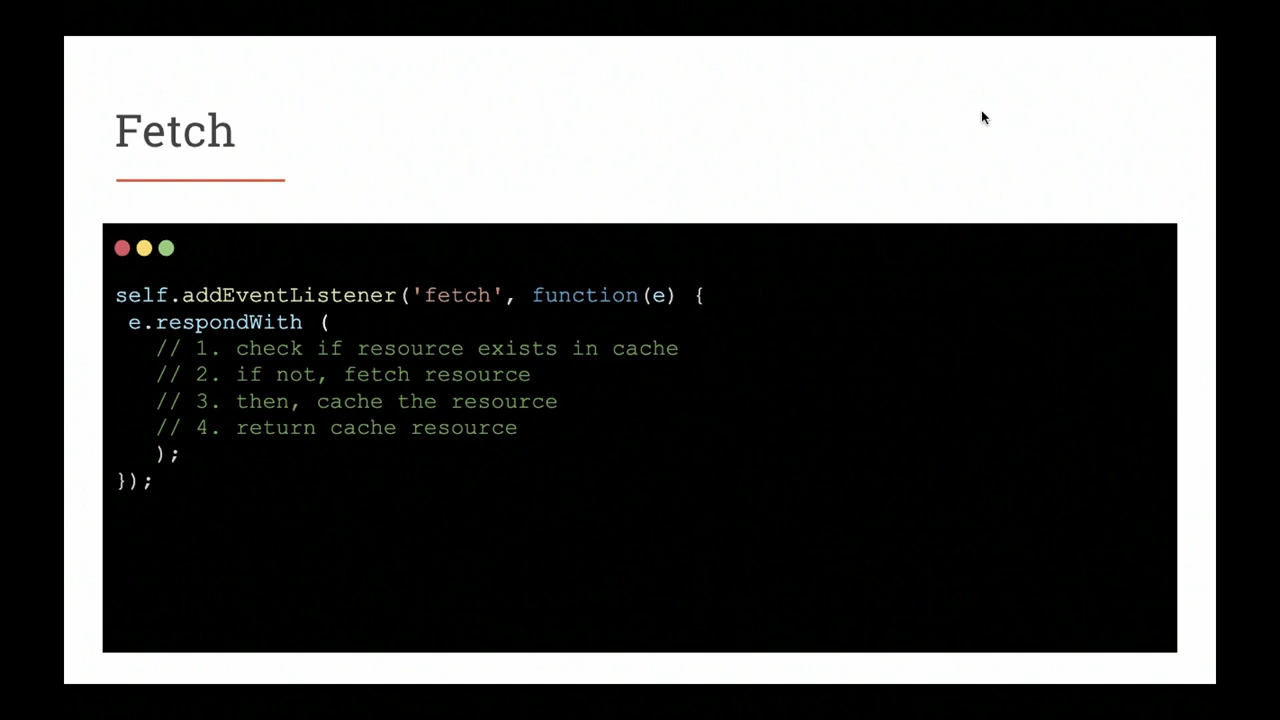 Fetch
self.addEventListener('fetch', function(e) {
e.respondWith (
// 1. check if resource exists in cache
// 2. if not, fetch resource
// 3. then, cache the resource
// 4. return cache resource
);
});